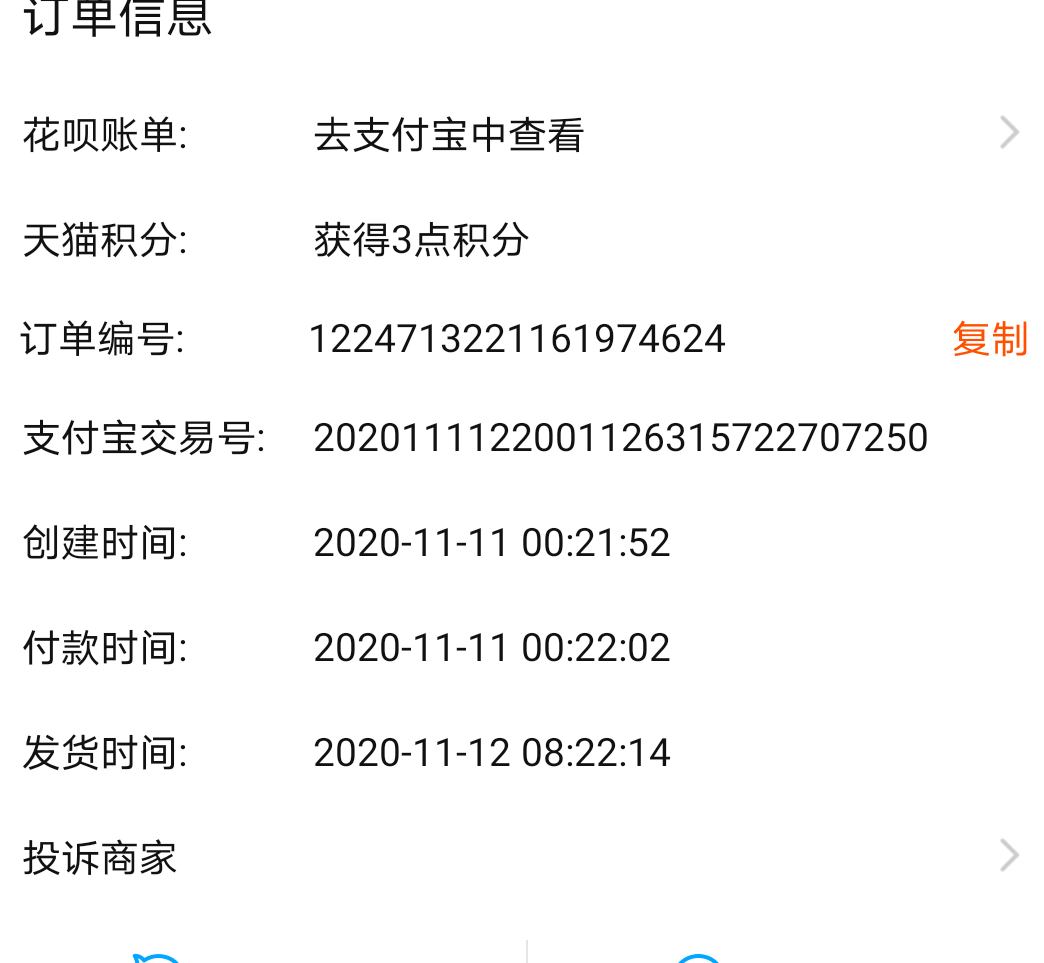 订单信息
花呗账单: 去支付宝中查看
天猫积分: 获得3点积分
订单编号: 1224713221161974624 复制
支付宝交易号: 2020111122001126315722707250
创建时间: 2020-11-11 00:21:52
付款时间: 2020-11-11 00:22:02
发货时间: 2020-11-12 08:22:14
投诉商家